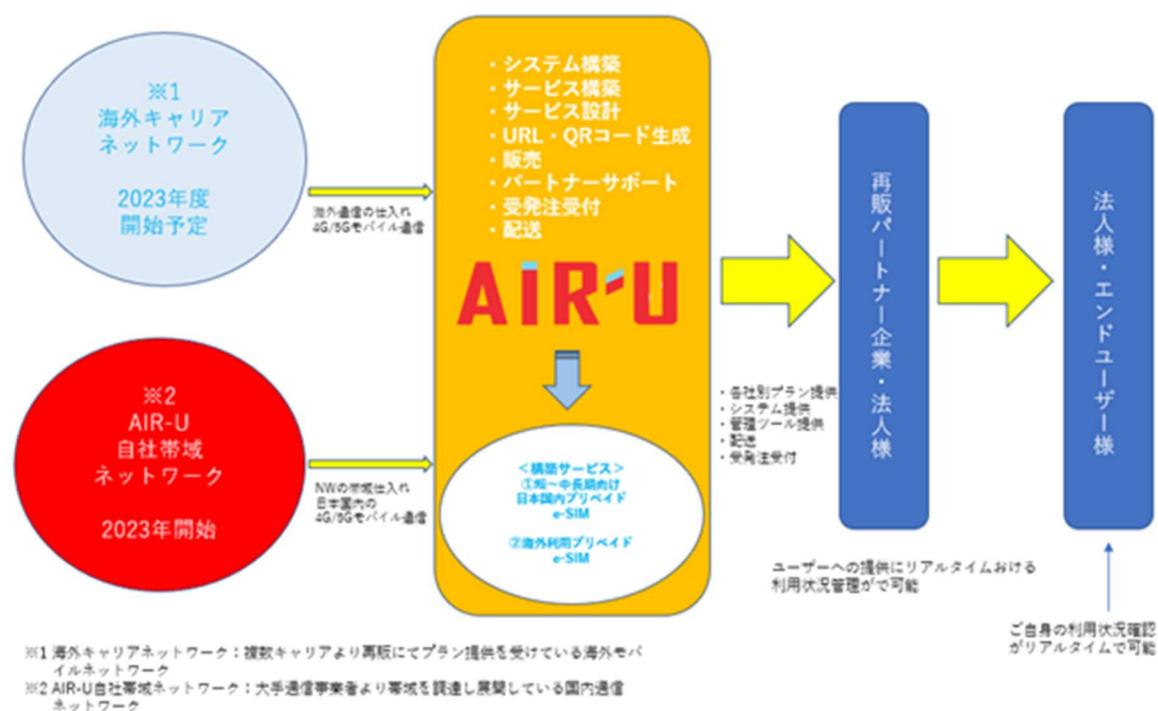 ※1
海外キャリア
ネットワーク
2023年度
開始予定
海外通信の仕入れ
4G/5Gモバイル通信
※2
AIR-U
自社帯域
ネットワーク
2023年開始
NWの帯域仕入れ
日本国内の
4G/5Gモバイル通信
・システム構築
・サービス構築
・サービス設計
・URL・QRコード生成
・販売
・パートナーサポート
・受発注受付
・配送
AIR-U
＜構築サービス＞
①短～中長期向け
日本国内プリペイド
e-SIM
②海外利用プリペイド
e-SIM
・各社別プラン提供
・システム提供
・管理ツール提供
・配送
・受発注受付
再販パートナー企業・法人様
法人様・エンドユーザー様
ユーザーへの提供にリアルタイムおける
利用状況管理がで可能
ご自身の利用状況確認
がリアルタイムで可能
※1 海外キャリアネットワーク：複数キャリアより再販にてプラン提供を受けている海外モバ
イルネットワーク
※2 AIR-U自社帯域ネットワーク：大手通信事業者より帯域を調達し展開している国内通信
ネットワーク